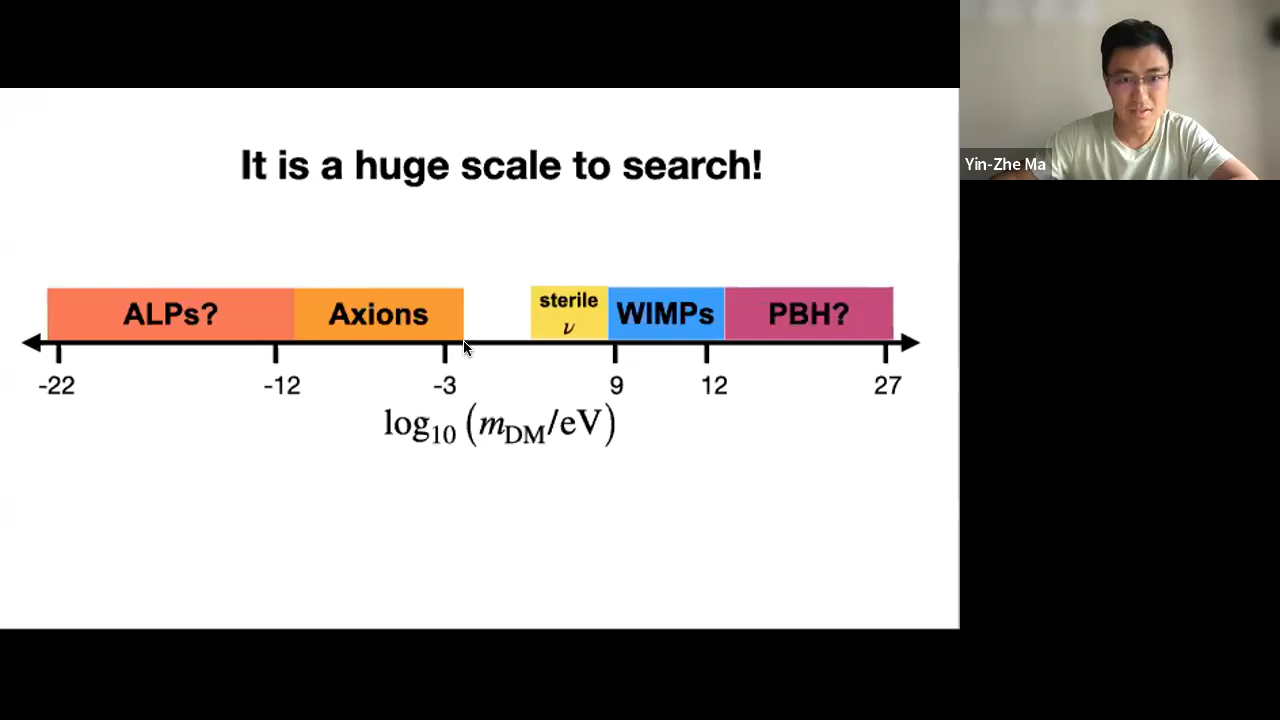 It is a huge scale to search!
ALPs? Axions sterile ν WIMPs PBH?
-22 -12 -3 9 12 27
log₁₀ (m_DM/eV)
Yin-Zhe Ma